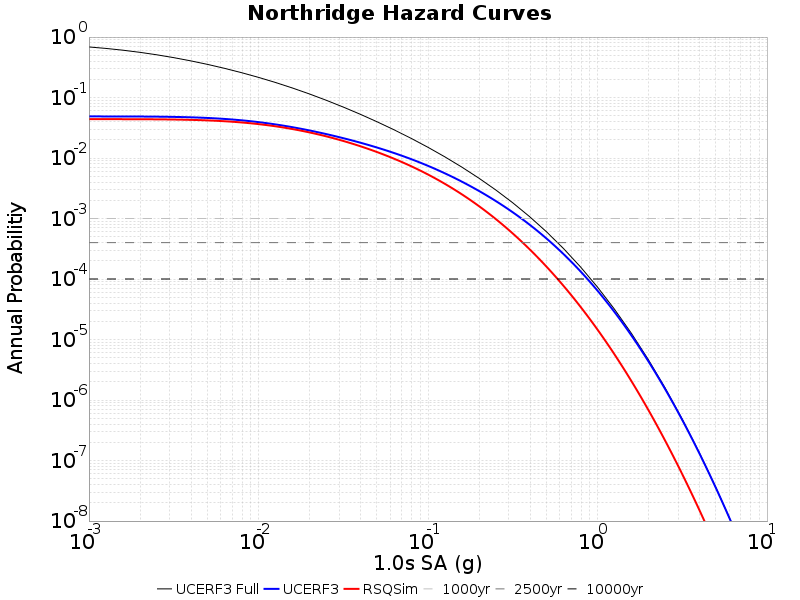 Northridge Hazard Curves
10^0
10^-1
10^-2
10^-3
10^-4
10^-5
10^-6
10^-7
10^-8
Annual Probabilitiy
10^-3 10^-2 10^-1 10^0 10^1
1.0s SA (g)
UCERF3 Full UCERF3 RSQSim 1000yr 2500yr 10000yr